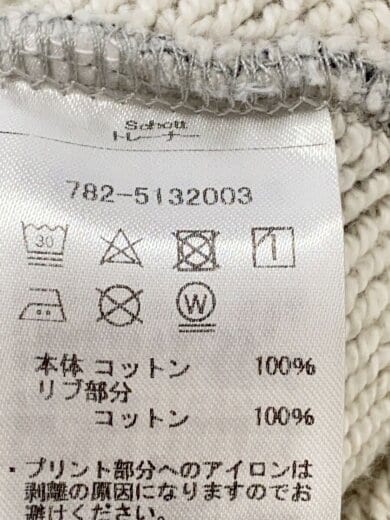 Schott
トレーナー
782-5132003
30
W
本体 コットン 100%
リブ部分
コットン 100%
・プリント部分へのアイロンは
剥離の原因になりますのでお
避けください。